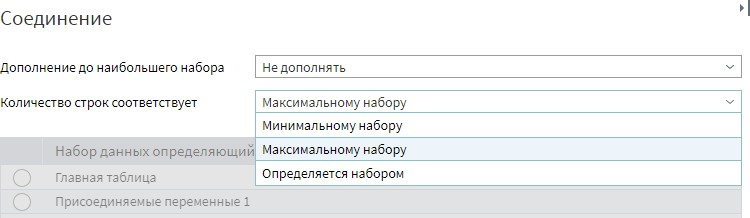 Соединение
Дополнение до наибольшего набора Не дополнять
Количество строк соответствует Максимальному набору
Минимальному набору
Набор данных определяющий Максимальному набору
Главная таблица Определяется набором
Присоединяемые переменные 1